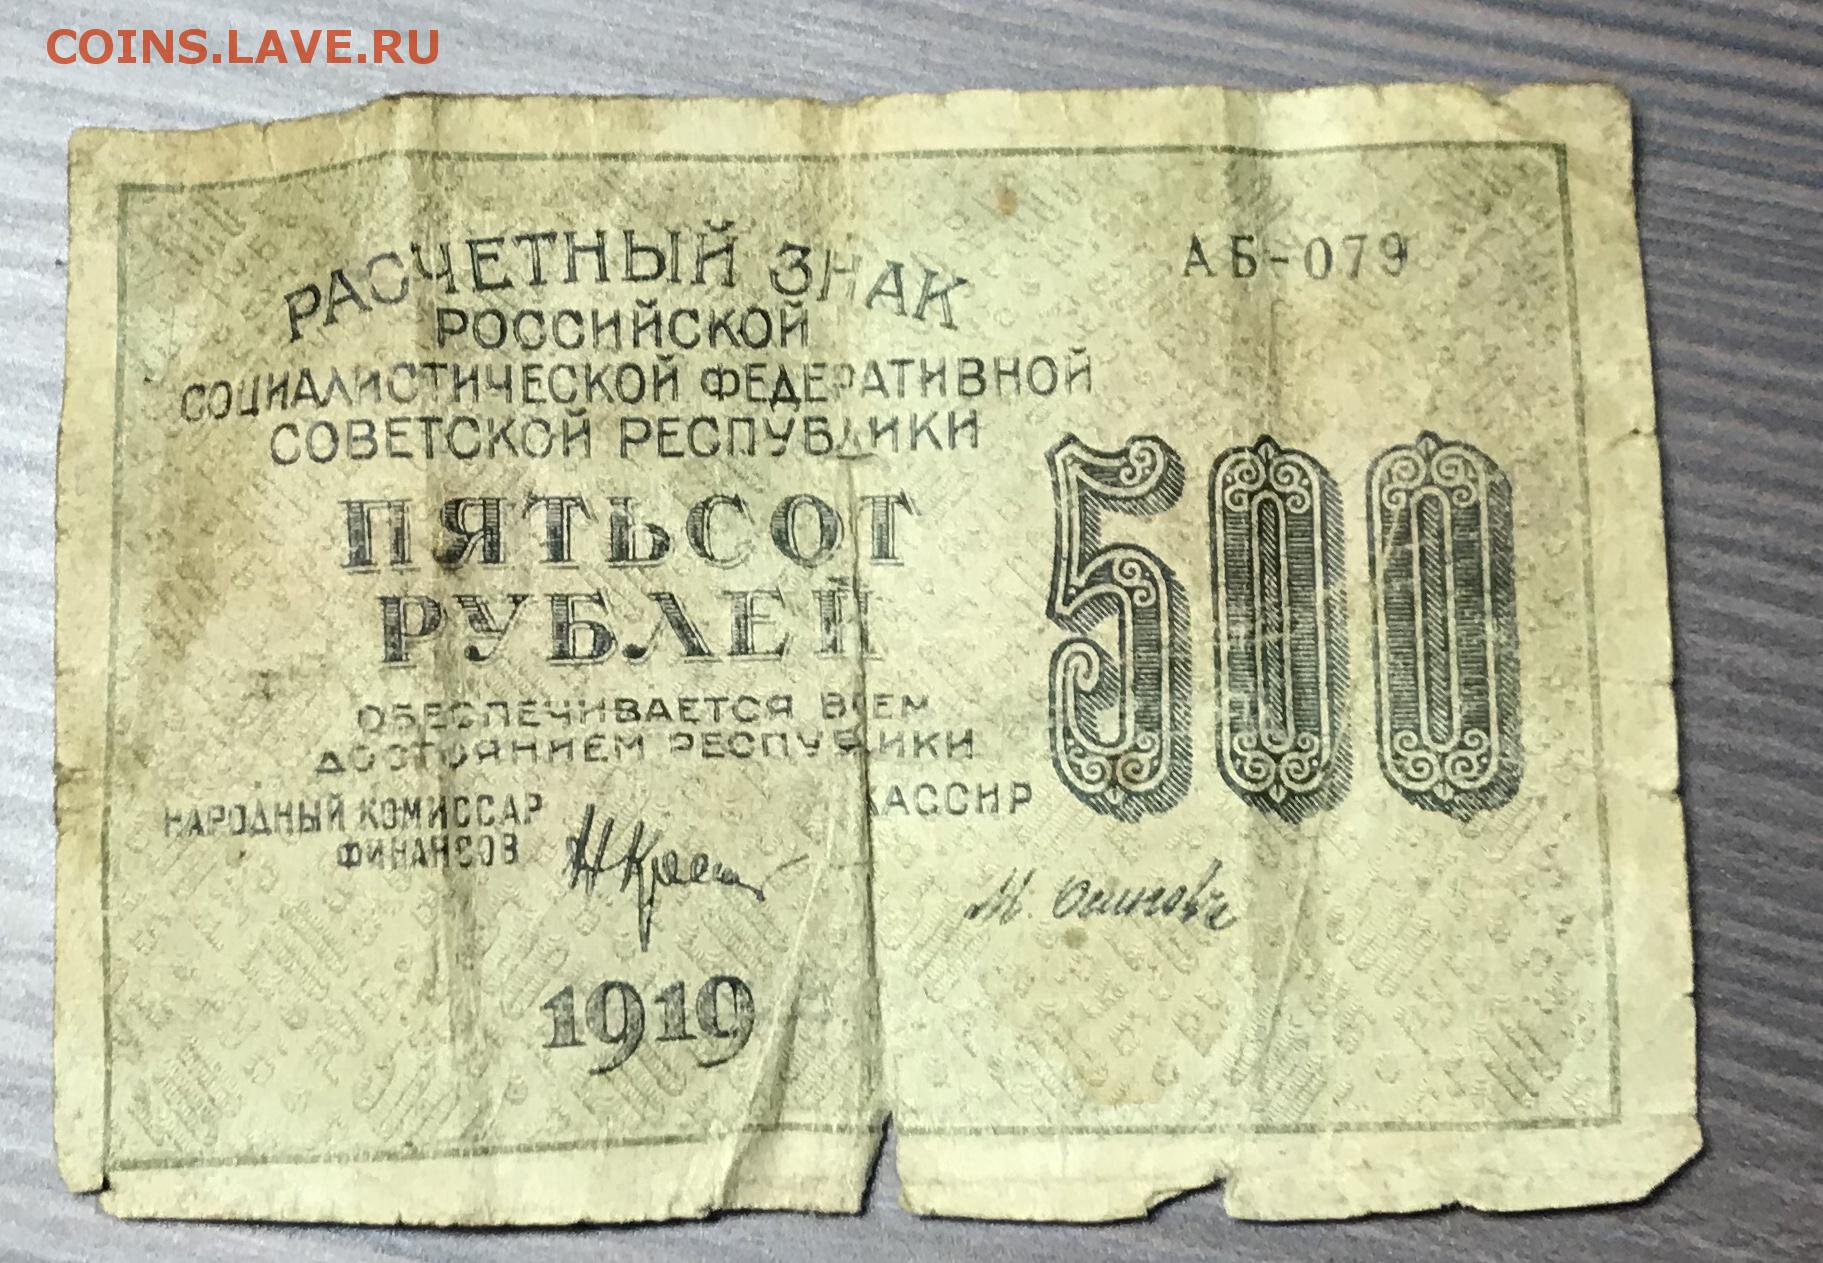 COINS.LAVE.RU
РАСЧЕТНЫЙ ЗНАК
АБ-079
РОССИЙСКОЙ
СОЦИАЛИСТИЧЕСКОЙ ФЕДЕРАТИВНОЙ
СОВЕТСКОЙ РЕСПУБЛИКИ
ПЯТЬСОТ
РУБЛЕЙ
500
ОБЕСПЕЧИВАЕТСЯ ВСЕМ
ДОСТОЯНИЕМ РЕСПУБЛИКИ
НАРОДНЫЙ КОМИССАР
ФИНАНСОВ
КАССИР
М. Осиповъ
1919